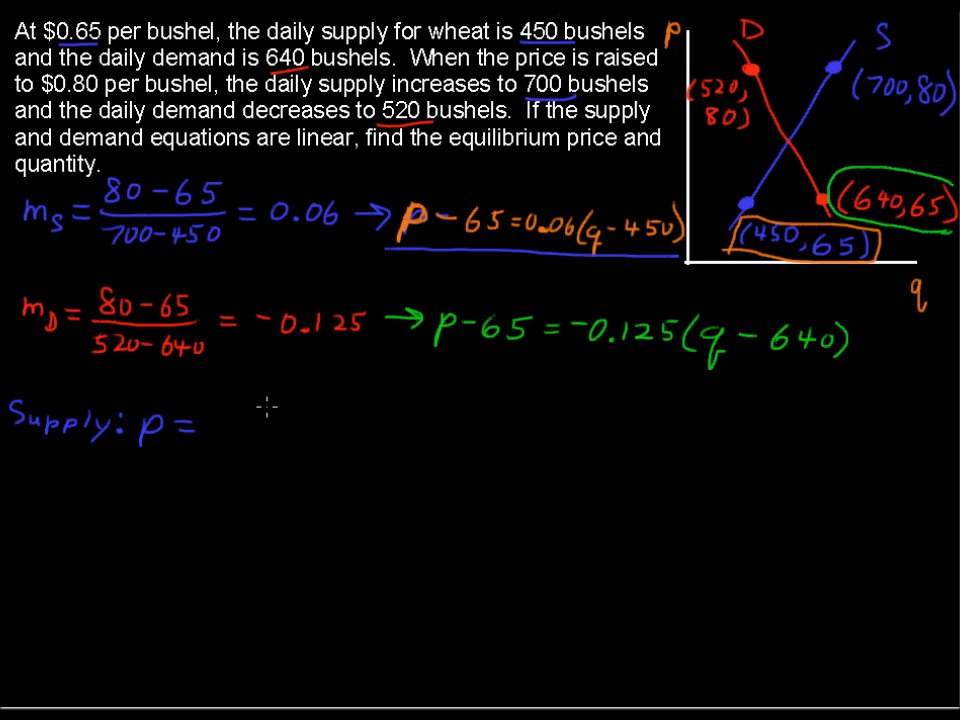 At $0.65 per bushel, the daily supply for wheat is 450 bushels
and the daily demand is 640 bushels. When the price is raised
to $0.80 per bushel, the daily supply increases to 700 bushels
and the daily demand decreases to 520 bushels. If the supply
and demand equations are linear, find the equilibrium price and
quantity.
p
D
S
(520,
80)
(700, 80)
(640, 65)
(450, 65)
q
m_S = (80 - 65)/(700 - 450) = 0.06 → p - 65 = 0.06(q - 450)
m_D = (80 - 65)/(520 - 640) = -0.125 → p - 65 = -0.125(q - 640)
Supply: p =